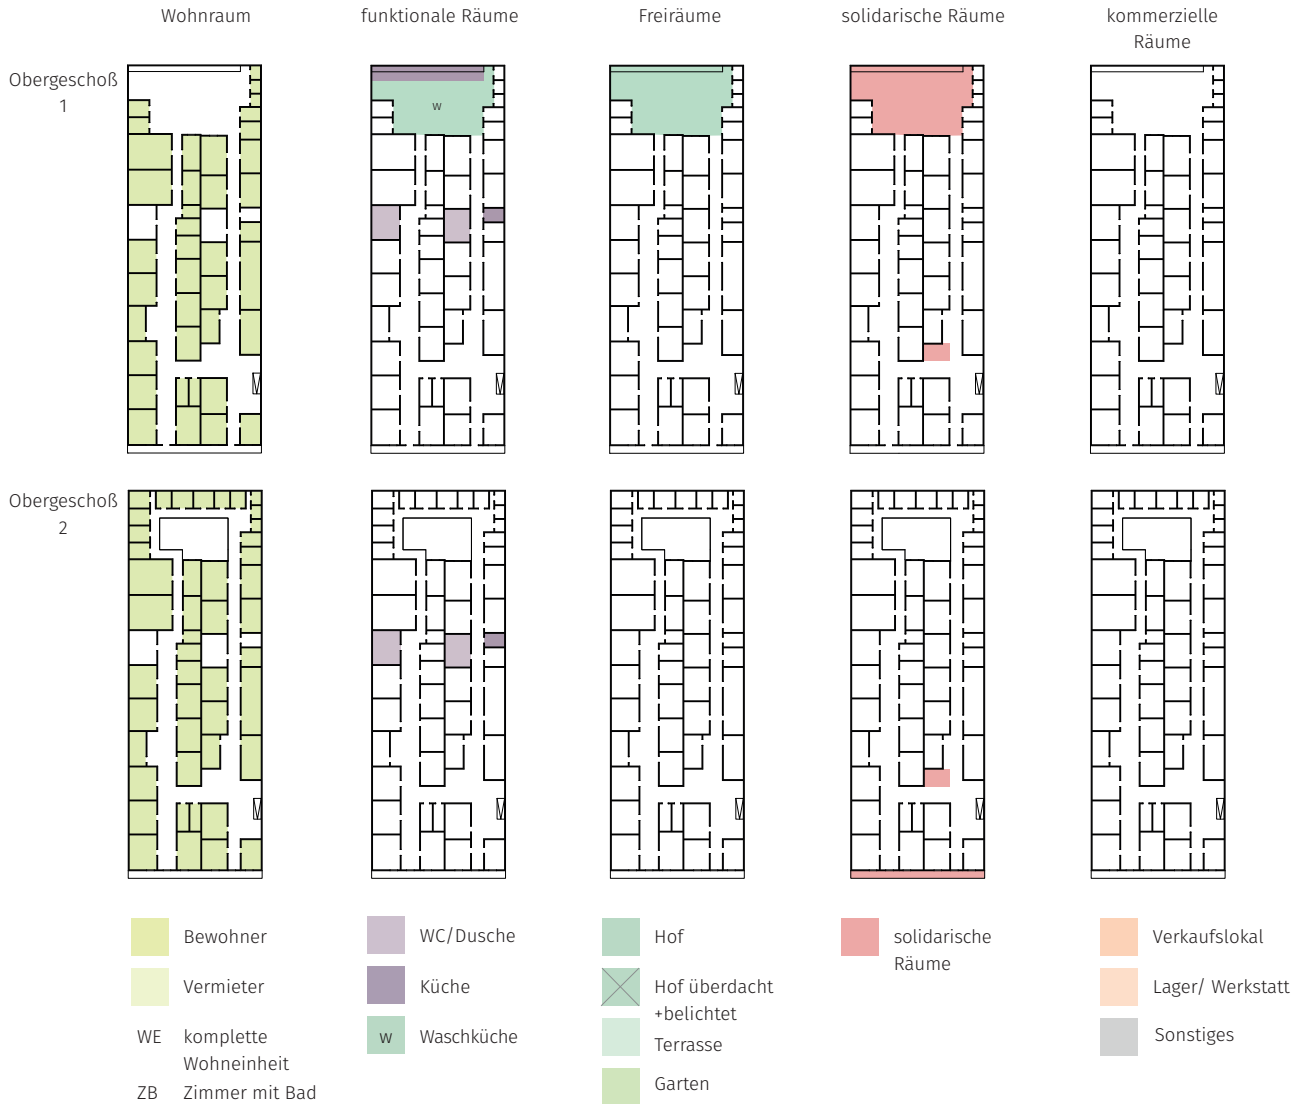 Wohnraum
funktionale Räume
Freiräume
solidarische Räume
kommerzielle
Räume
Obergeschoß
1
w
Obergeschoß
2
Bewohner
Vermieter
WE komplette
Wohneinheit
ZB Zimmer mit Bad
WC/Dusche
Küche
w Waschküche
Hof
Hof überdacht
+belichtet
Terrasse
Garten
solidarische
Räume
Verkaufslokal
Lager/ Werkstatt
Sonstiges